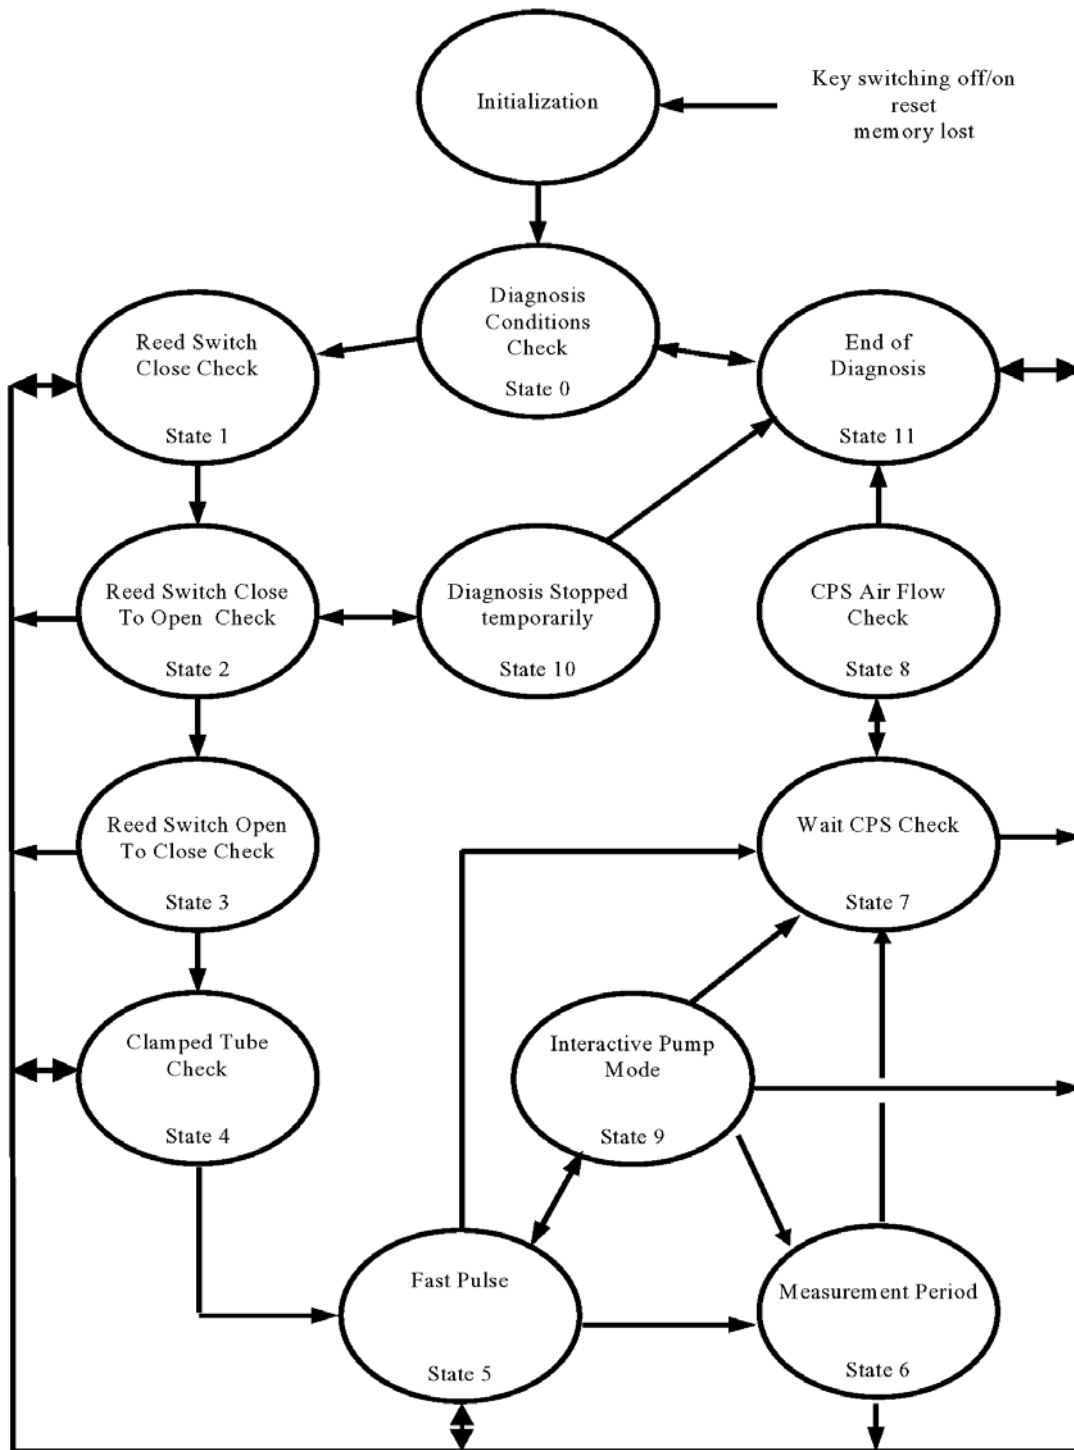 Initialization
Key switching off/on
reset
memory lost
Diagnosis
Conditions
Check
State 0
Reed Switch
Close Check
State 1
End of
Diagnosis
State 11
Reed Switch Close
To Open Check
State 2
Diagnosis Stopped
temporarily
State 10
CPS Air Flow
Check
State 8
Reed Switch Open
To Close Check
State 3
Wait CPS Check
State 7
Clamped Tube
Check
State 4
Interactive Pump
Mode
State 9
Fast Pulse
State 5
Measurement Period
State 6